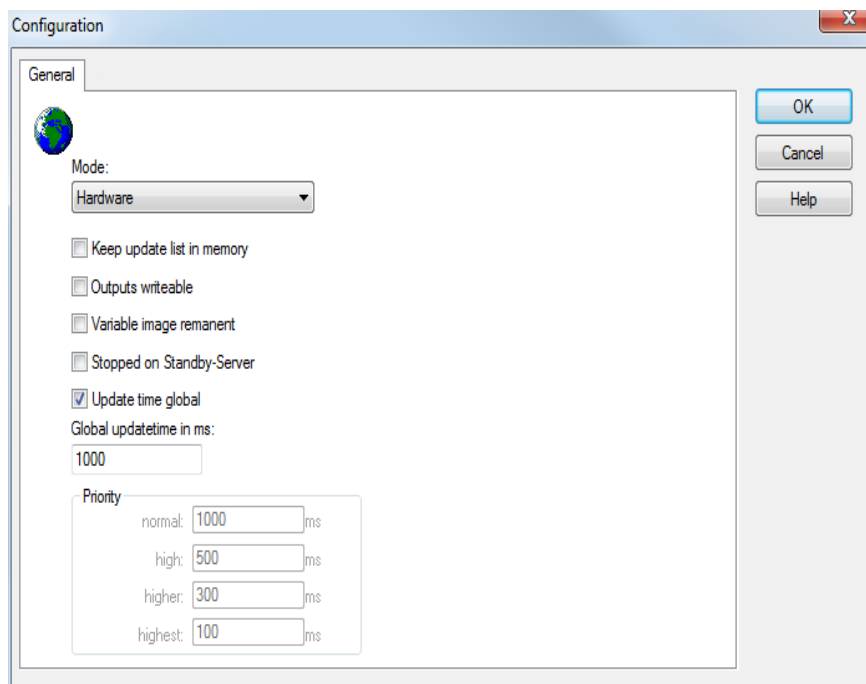 Configuration
X
General
OK
Cancel
Help
Mode:
Hardware
Keep update list in memory
Outputs writeable
Variable image remanent
Stopped on Standby-Server
Update time global
Global updatetime in ms:
1000
Priority
normal: 1000 ms
high: 500 ms
higher: 300 ms
highest: 100 ms